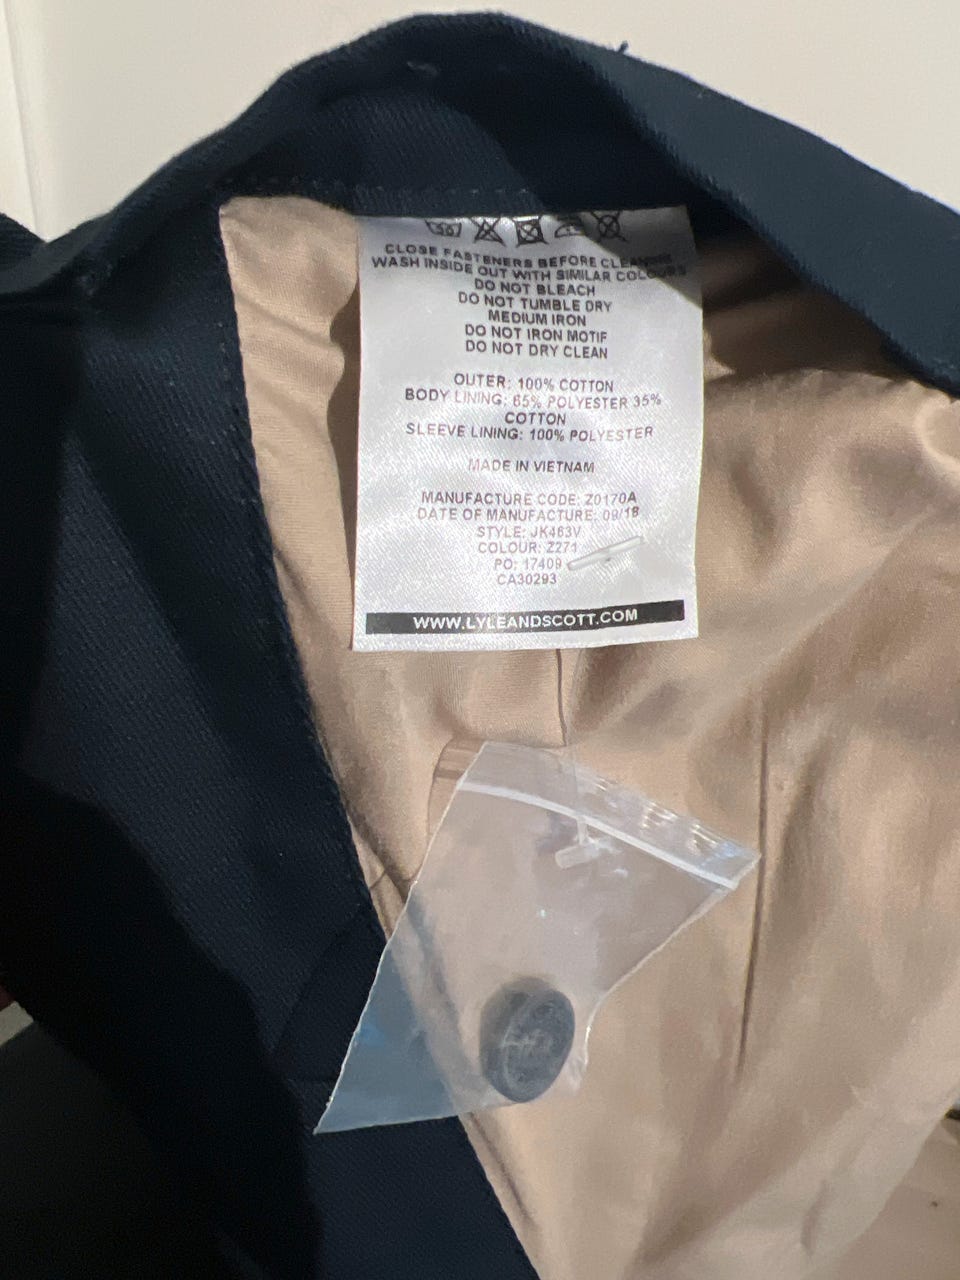 30
CLOSE FASTENERS BEFORE CLEANING
WASH INSIDE OUT WITH SIMILAR COLOURS
DO NOT BLEACH
DO NOT TUMBLE DRY
MEDIUM IRON
DO NOT IRON MOTIF
DO NOT DRY CLEAN
OUTER: 100% COTTON
BODY LINING: 65% POLYESTER 35%
COTTON
SLEEVE LINING: 100% POLYESTER
MADE IN VIETNAM
MANUFACTURE CODE: Z0170A
DATE OF MANUFACTURE: 09/18
STYLE: JK463V
COLOUR: Z271
PO: 17409
CA30293
WWW.LYLEANDSCOTT.COM